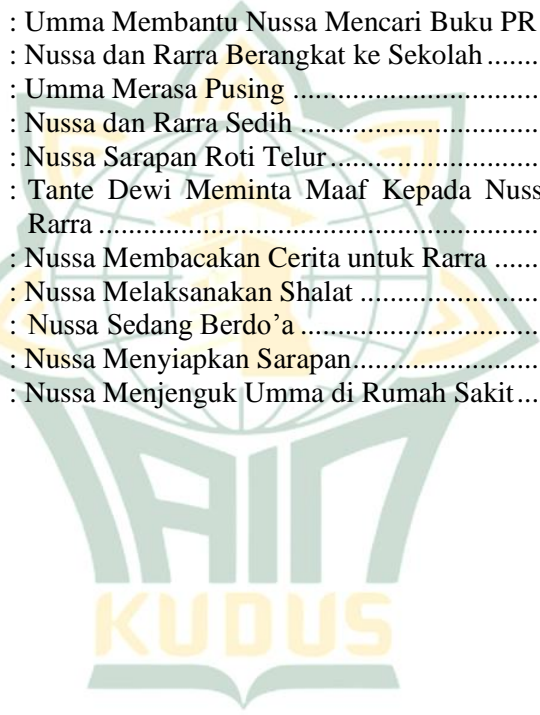 : Umma Membantu Nussa Mencari Buku PR
: Nussa dan Rarra Berangkat ke Sekolah .......
: Umma Merasa Pusing .................................
: Nussa dan Rarra Sedih ................................
: Nussa Sarapan Roti Telur ............................
: Tante Dewi Meminta Maaf Kepada Nuss
Rarra ............................................................
: Nussa Membacakan Cerita untuk Rarra ......
: Nussa Melaksanakan Shalat ........................
: Nussa Sedang Berdo’a ................................
: Nussa Menyiapkan Sarapan.........................
: Nussa Menjenguk Umma di Rumah Sakit...
IAIN
KUDUS